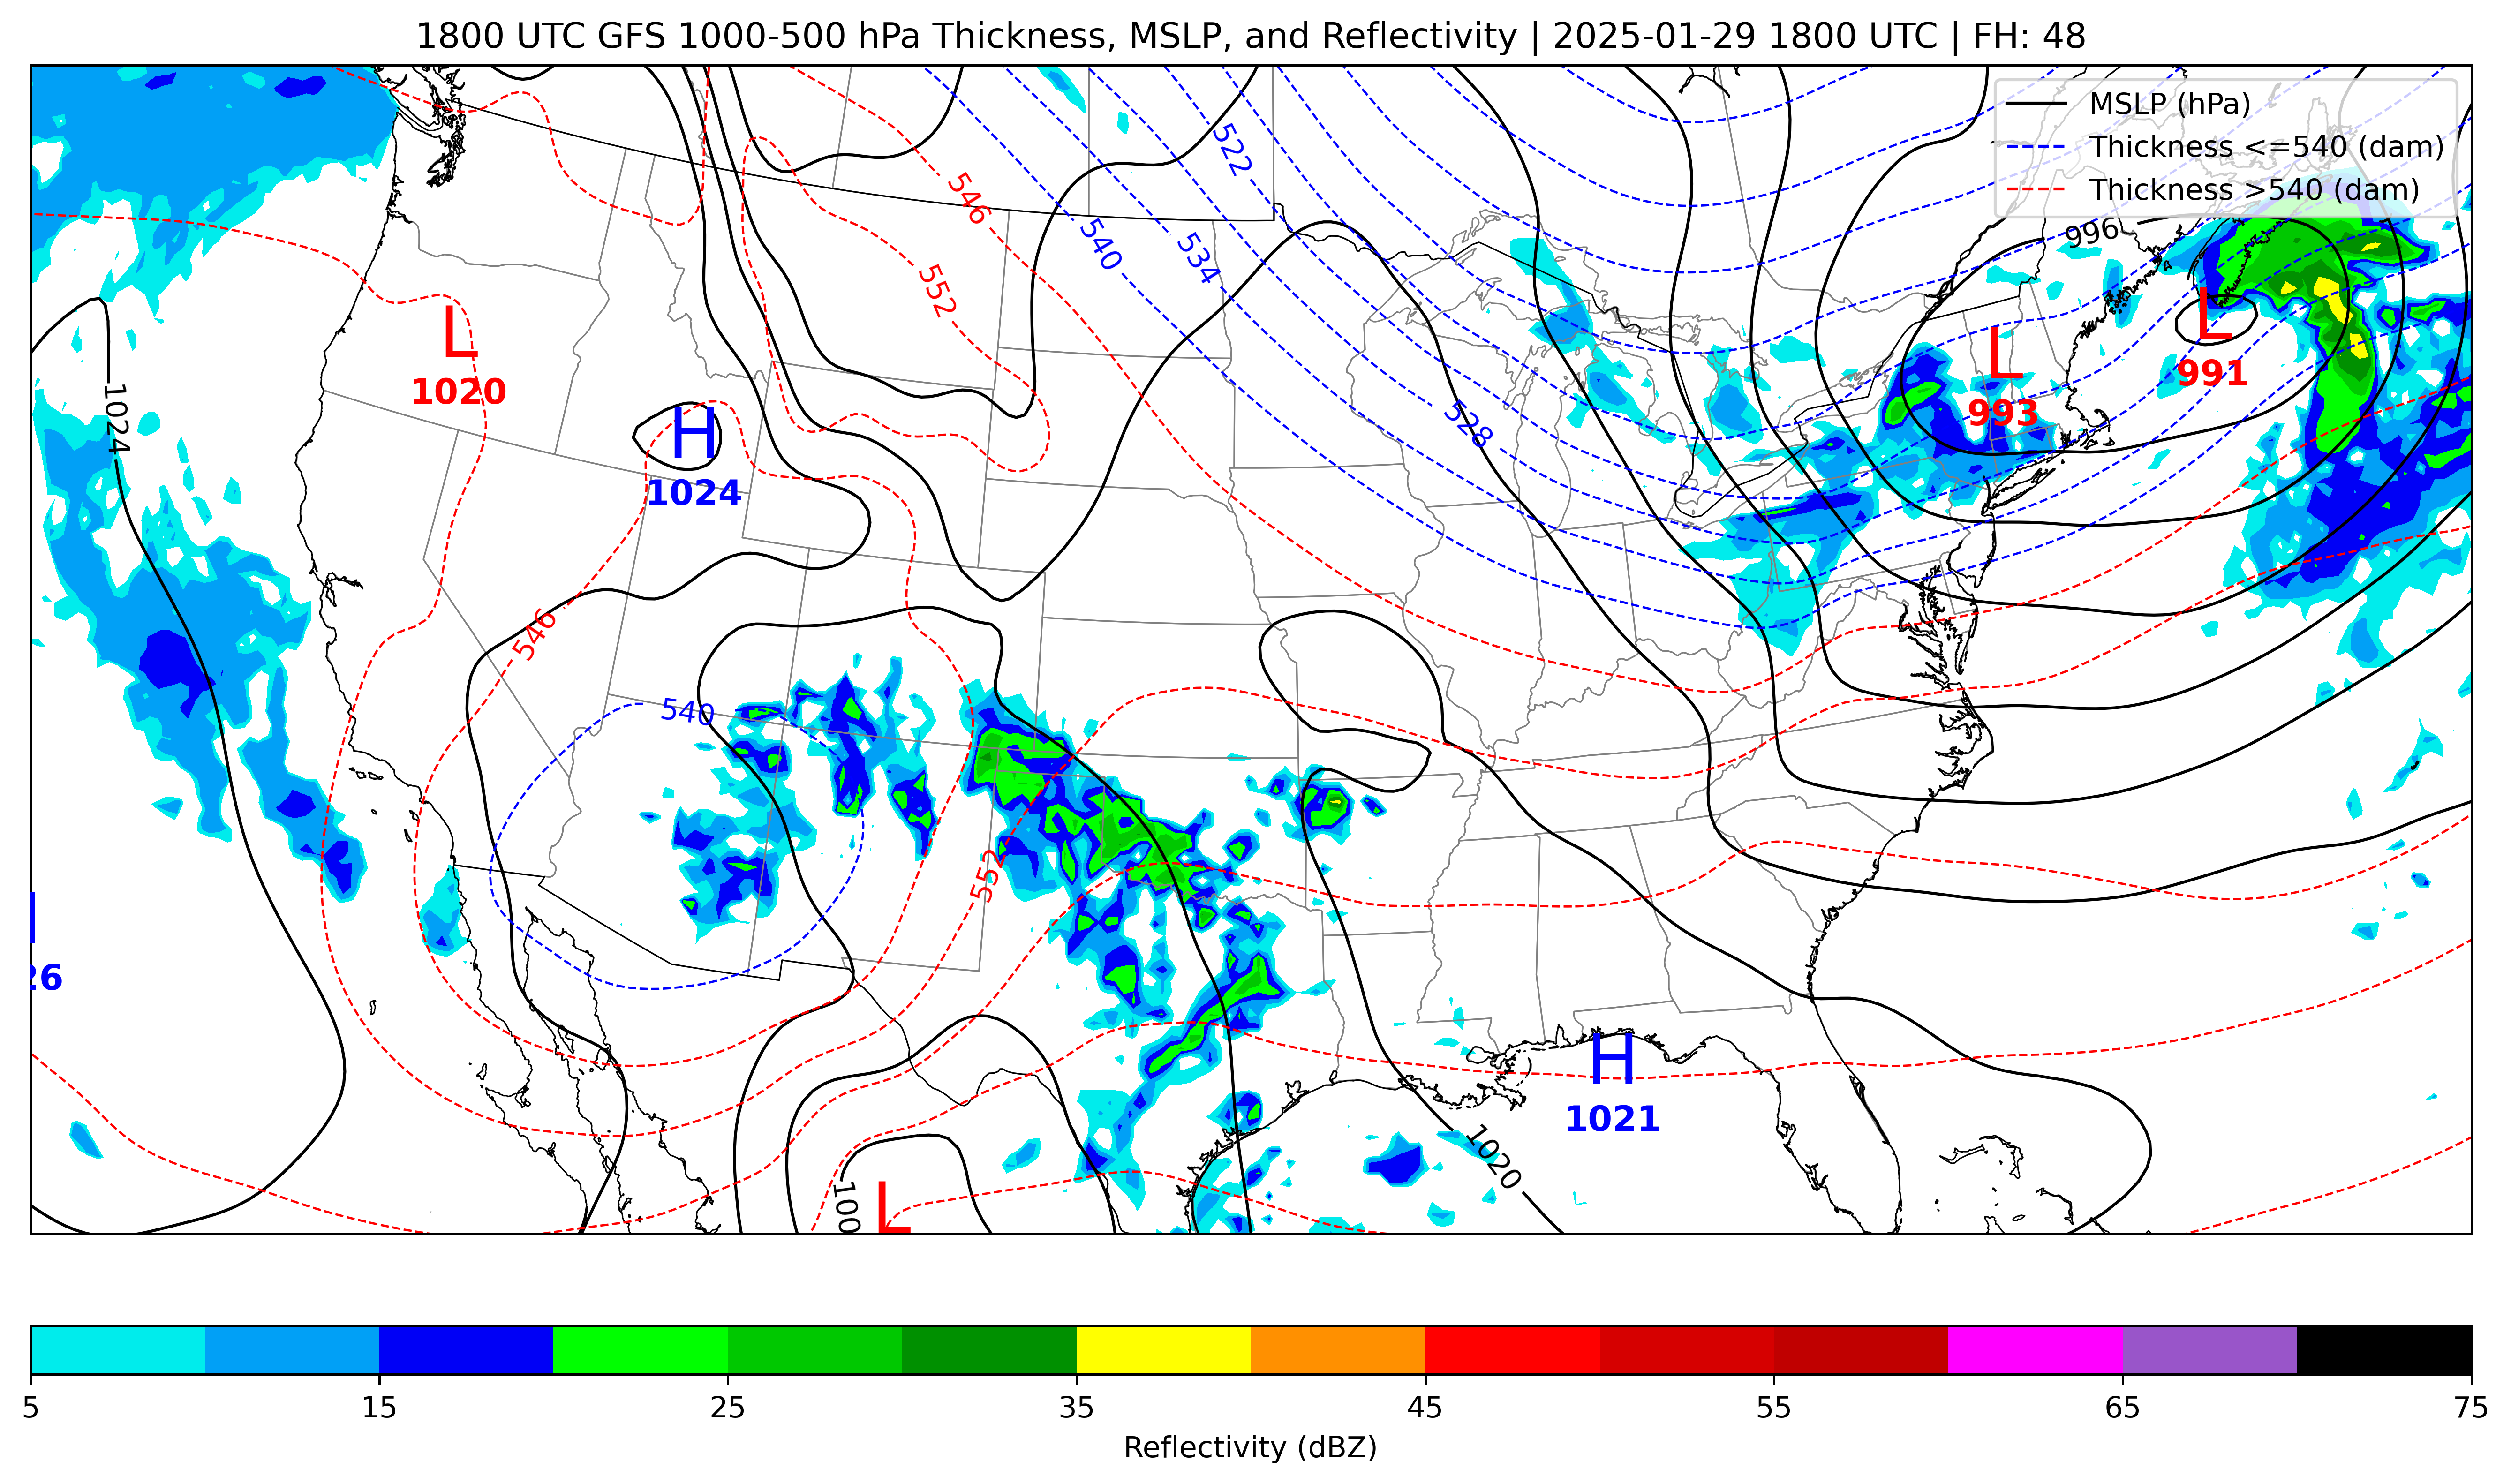 1800 UTC GFS 1000-500 hPa Thickness, MSLP, and Reflectivity | 2025-01-29 1800 UTC | FH: 48
MSLP (hPa)
Thickness <=540 (dam)
Thickness >540 (dam)
522
546
540
534
552
996
L
1020
L
991
L
993
1024
H
1024
528
546
540
552
26
H
1021
1020
100
L
5
15
25
35
45
55
65
75
Reflectivity (dBZ)